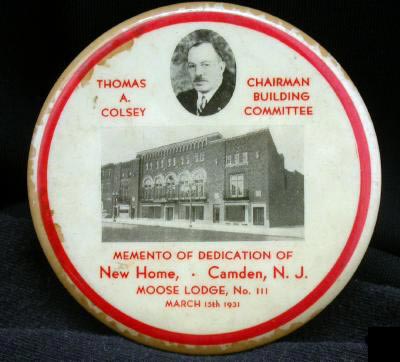 THOMAS
A.
COLSEY
CHAIRMAN
BUILDING
COMMITTEE
MEMENTO OF DEDICATION OF
New Home, · Camden, N. J.
MOOSE LODGE, No. 111
MARCH 15th 1931